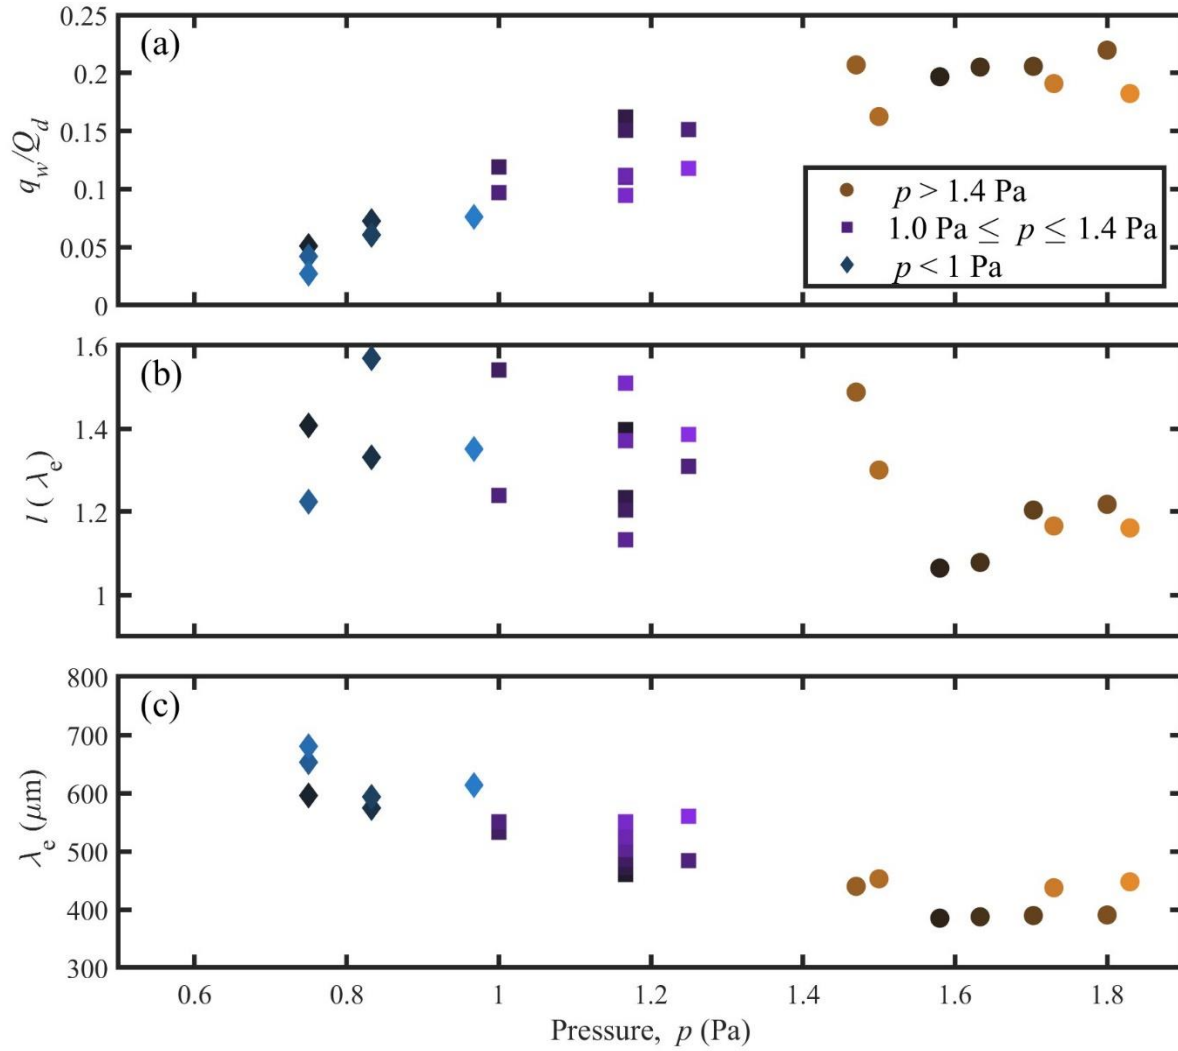 (a)
0.25
0.2
0.15
0.1
0.05
0
q_w/Q_d
p > 1.4 Pa
1.0 Pa ≤ p ≤ 1.4 Pa
p < 1 Pa
(b)
1.6
1.4
1.2
1
l ( λ_e)
(c)
800
700
600
500
400
300
λ_e (μm)
0.6 0.8 1 1.2 1.4 1.6 1.8
Pressure, p (Pa)